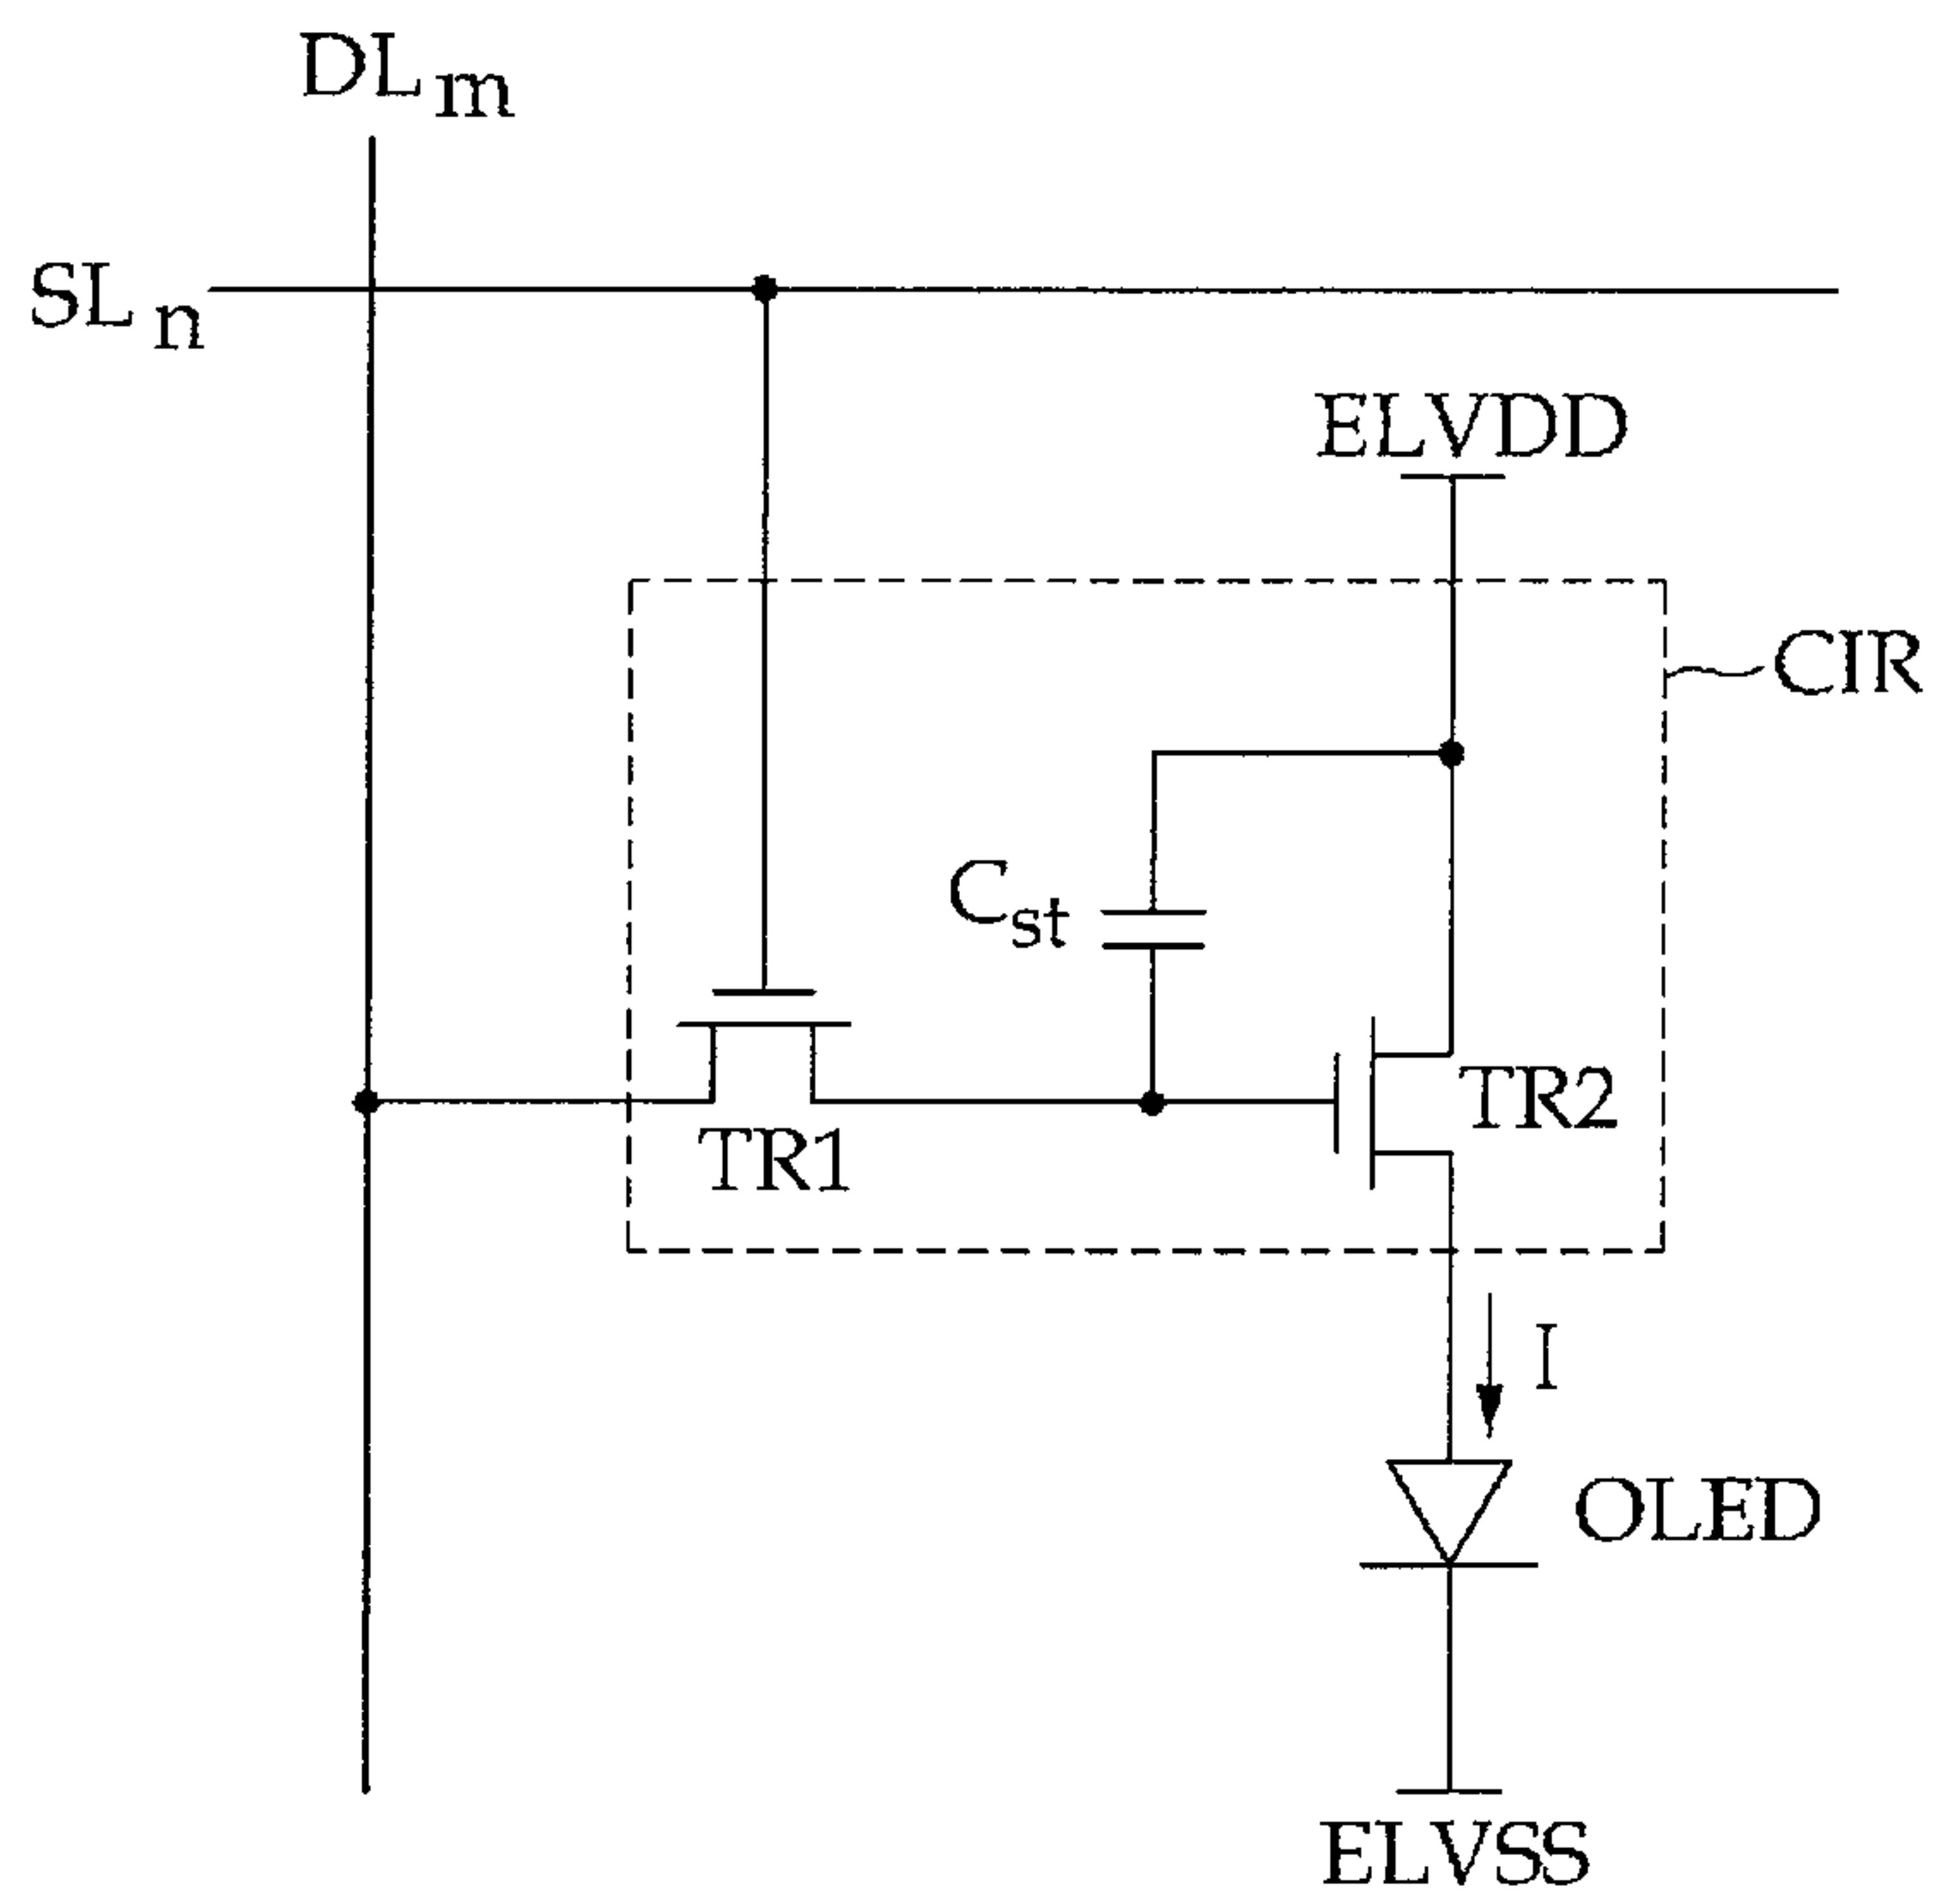 DLm
SLn
ELVDD
CIR
Cst
TR2
TR1
I
OLED
ELVSS